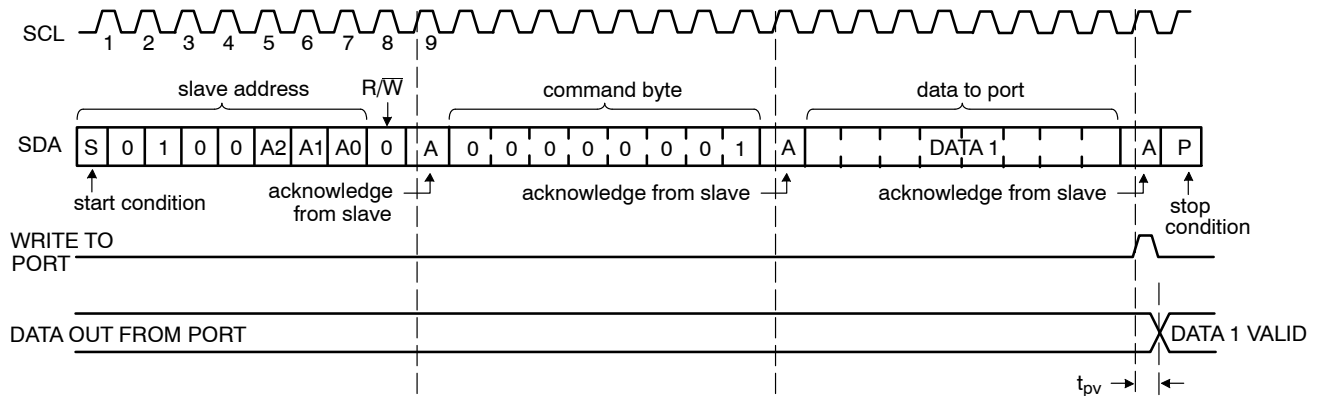 SCL
1 2 3 4 5 6 7 8 9
slave address R/W command byte data to port
SDA S 0 1 0 0 A2 A1 A0 0 A 0 0 0 0 0 0 0 1 A DATA 1 A P
start condition
acknowledge
from slave
acknowledge from slave
acknowledge from slave
stop
condition
WRITE TO
PORT
DATA OUT FROM PORT
DATA 1 VALID
tpv